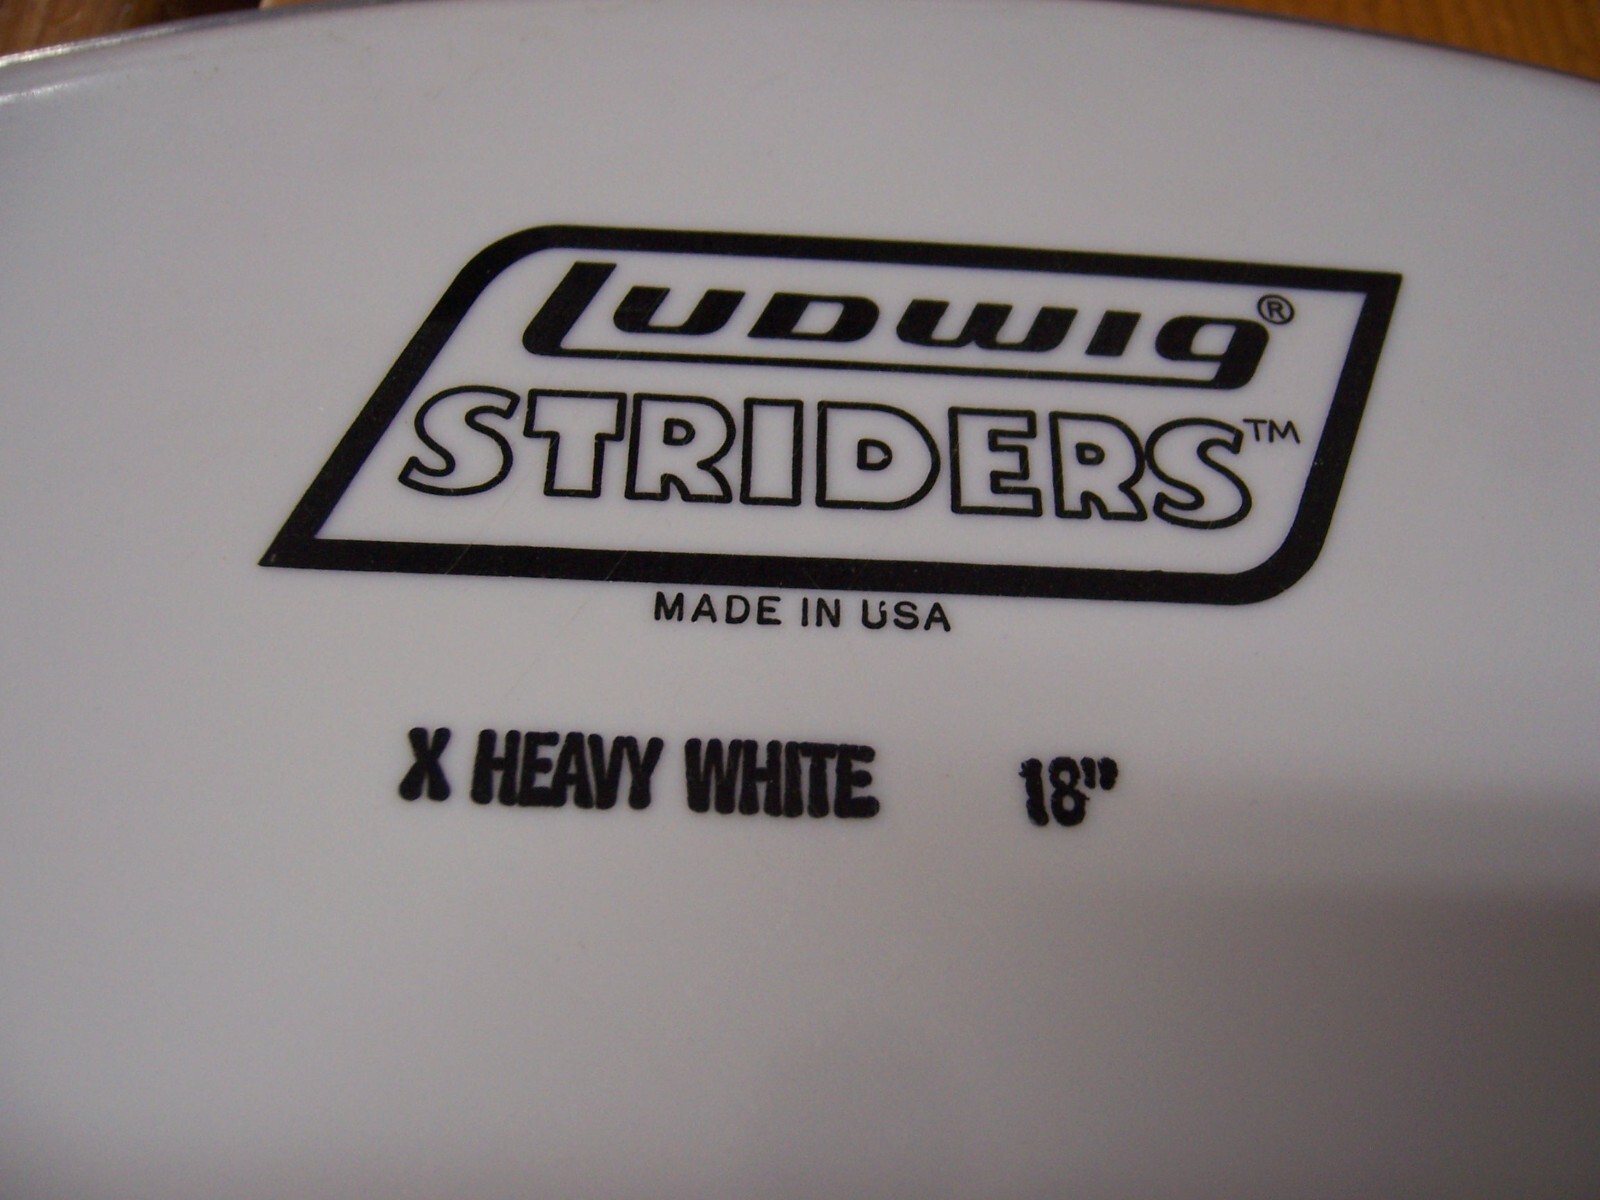 LUDWIG®
STRIDERS™
MADE IN USA
X HEAVY WHITE 18"